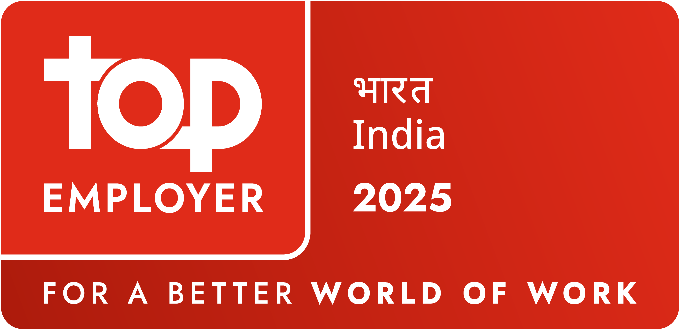 top
EMPLOYER
भारत
India
2025
FOR A BETTER WORLD OF WORK